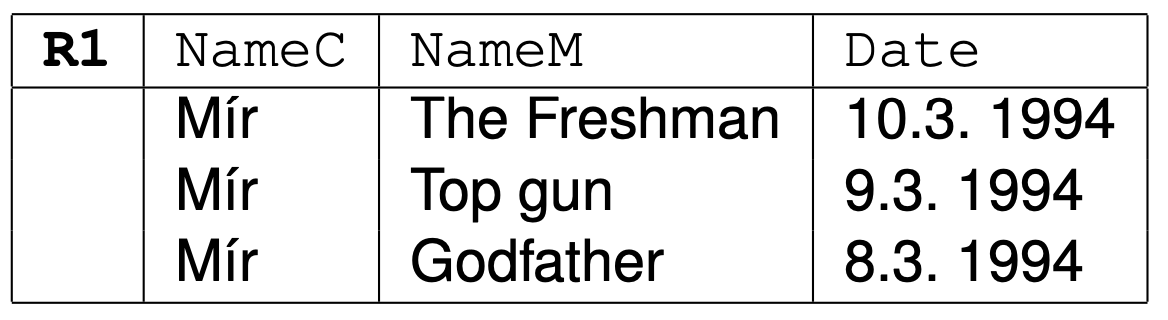 R1 NameC NameM Date
Mír The Freshman 10.3. 1994
Mír Top gun 9.3. 1994
Mír Godfather 8.3. 1994